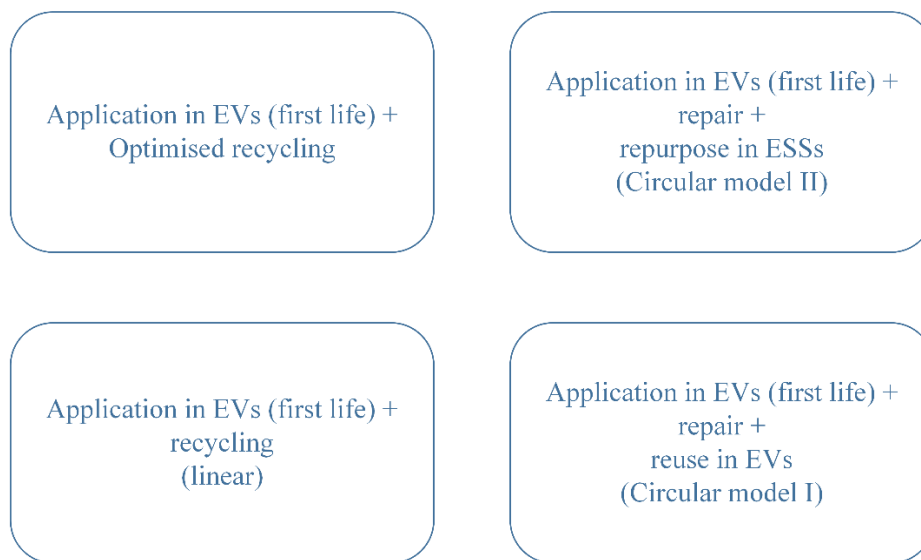 Application in EVs (first life) +
Optimised recycling
Application in EVs (first life) +
repair +
repurpose in ESSs
(Circular model II)
Application in EVs (first life) +
recycling
(linear)
Application in EVs (first life) +
repair +
reuse in EVs
(Circular model I)